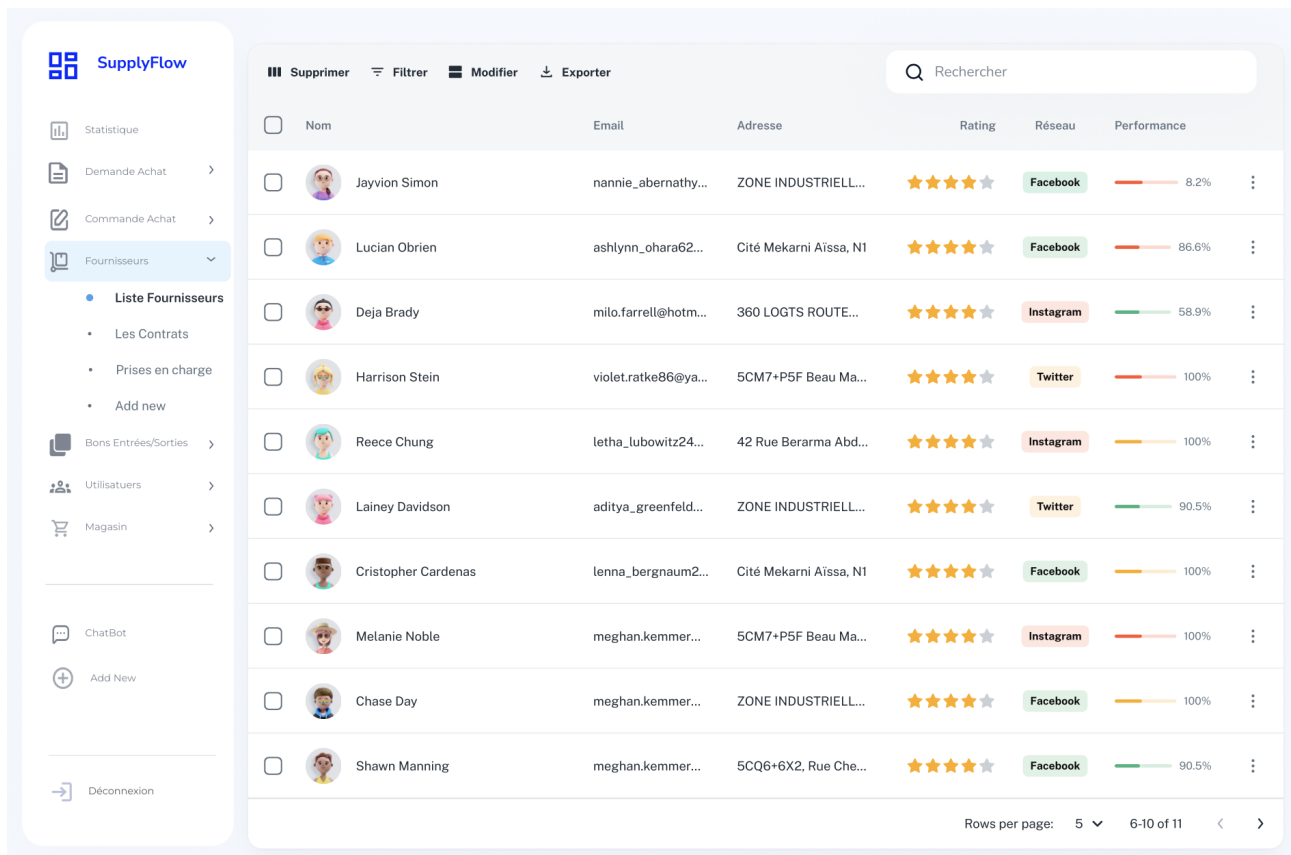 SupplyFlow
Statistique
Demande Achat
Commande Achat
Fournisseurs
Liste Fournisseurs
Les Contrats
Prises en charge
Add new
Bons Entrées/Sorties
Utilisatuers
Magasin
ChatBot
Add New
Déconnexion
Supprimer Filtrer Modifier Exporter Rechercher
Nom Email Adresse Rating Réseau Performance
Jayvion Simon nannie_abernathy... ZONE INDUSTRIELL... Facebook 8.2%
Lucian Obrien ashlynn_ohara62... Cité Mekarni Aïssa, N1 Facebook 86.6%
Deja Brady milo.farrell@hotm... 360 LOGTS ROUTE... Instagram 58.9%
Harrison Stein violet.ratke86@ya... 5CM7+P5F Beau Ma... Twitter 100%
Reece Chung letha_lubowitz24... 42 Rue Berarma Abd... Instagram 100%
Lainey Davidson aditya_greenfeld... ZONE INDUSTRIELL... Twitter 90.5%
Cristopher Cardenas lenna_bergnaum2... Cité Mekarni Aïssa, N1 Facebook 100%
Melanie Noble meghan.kemmer... 5CM7+P5F Beau Ma... Instagram 100%
Chase Day meghan.kemmer... ZONE INDUSTRIELL... Facebook 100%
Shawn Manning meghan.kemmer... 5CQ6+6X2, Rue Che... Facebook 90.5%
Rows per page: 5 6-10 of 11